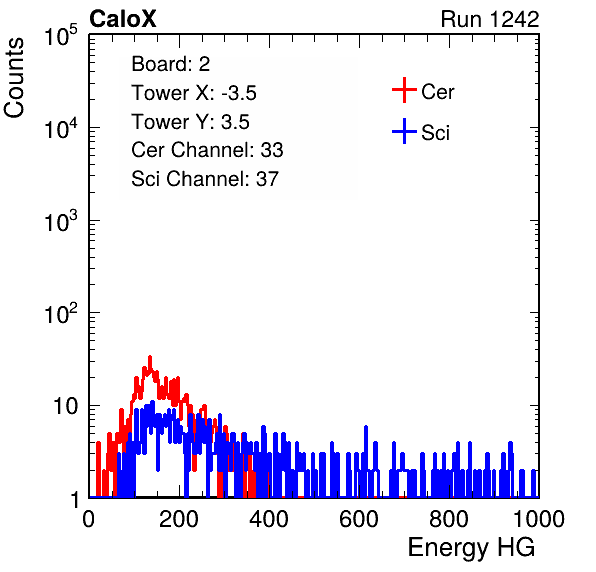 CaloX Run 1242
Counts
Board: 2
Tower X: -3.5
Tower Y: 3.5
Cer Channel: 33
Sci Channel: 37
Cer
Sci
10^5
10^4
10^3
10^2
10
1
0 200 400 600 800 1000
Energy HG